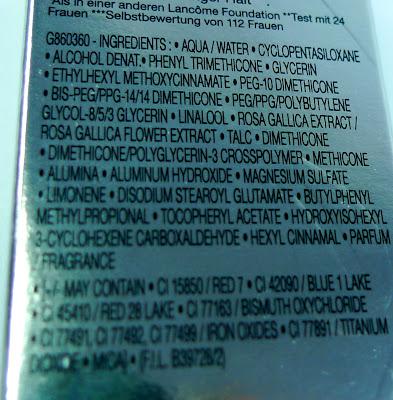 Als in einer anderen Lancôme Foundation **Test mit 24
Frauen ***Selbstbewertung von 112 Frauen
G860360 - INGREDIENTS : • AQUA / WATER • CYCLOPENTASILOXANE
• ALCOHOL DENAT.• PHENYL TRIMETHICONE • GLYCERIN
• ETHYLHEXYL METHOXYCINNAMATE • PEG-10 DIMETHICONE
• BIS-PEG/PPG-14/14 DIMETHICONE • PEG/PPG/POLYBUTYLENE
GLYCOL-8/5/3 GLYCERIN • LINALOOL • ROSA GALLICA EXTRACT /
ROSA GALLICA FLOWER EXTRACT • TALC • DIMETHICONE
• DIMETHICONE/POLYGLYCERIN-3 CROSSPOLYMER • METHICONE
• ALUMINA • ALUMINUM HYDROXIDE • MAGNESIUM SULFATE
• LIMONENE • DISODIUM STEAROYL GLUTAMATE • BUTYLPHENYL
METHYLPROPIONAL • TOCOPHERYL ACETATE • HYDROXYISOHEXYL
3-CYCLOHEXENE CARBOXALDEHYDE • HEXYL CINNAMAL • PARFUM
/ FRAGRANCE
• [+/- MAY CONTAIN • CI 15850 / RED 7 • CI 42090 / BLUE 1 LAKE
• CI 45410 / RED 28 LAKE • CI 77163 / BISMUTH OXYCHLORIDE
• CI 77491, CI 77492, CI 77499 / IRON OXIDES • CI 77891 / TITANIUM
DIOXIDE • MICA] • (F.I.L. B39728/2)